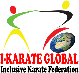 I-KARATE GLOBAL
Inclusive Karate Federation